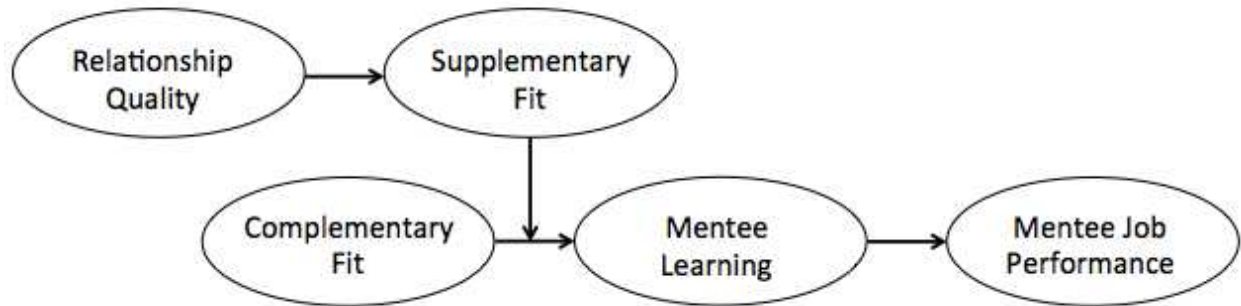 Relationship
Quality
Supplementary
Fit
Complementary
Fit
Mentee
Learning
Mentee Job
Performance